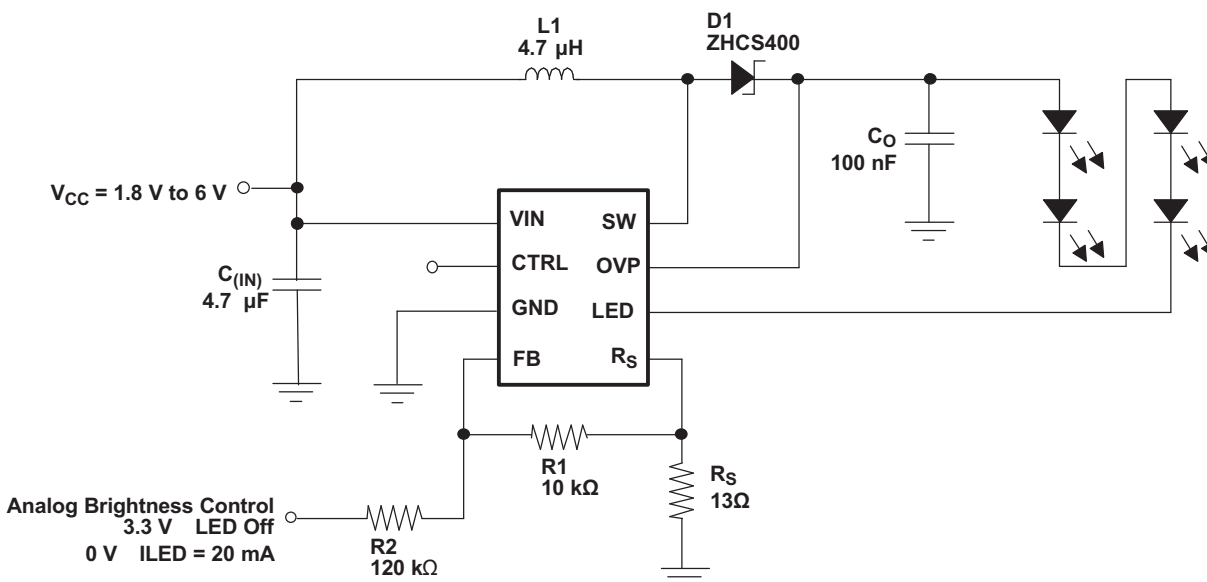 L1
4.7 µH
D1
ZHCS400
CO
100 nF
VCC = 1.8 V to 6 V
C(IN)
4.7 µF
VIN
CTRL
GND
FB
SW
OVP
LED
RS
R1
10 kΩ
RS
13Ω
Analog Brightness Control
3.3 V LED Off
0 V ILED = 20 mA
R2
120 kΩ